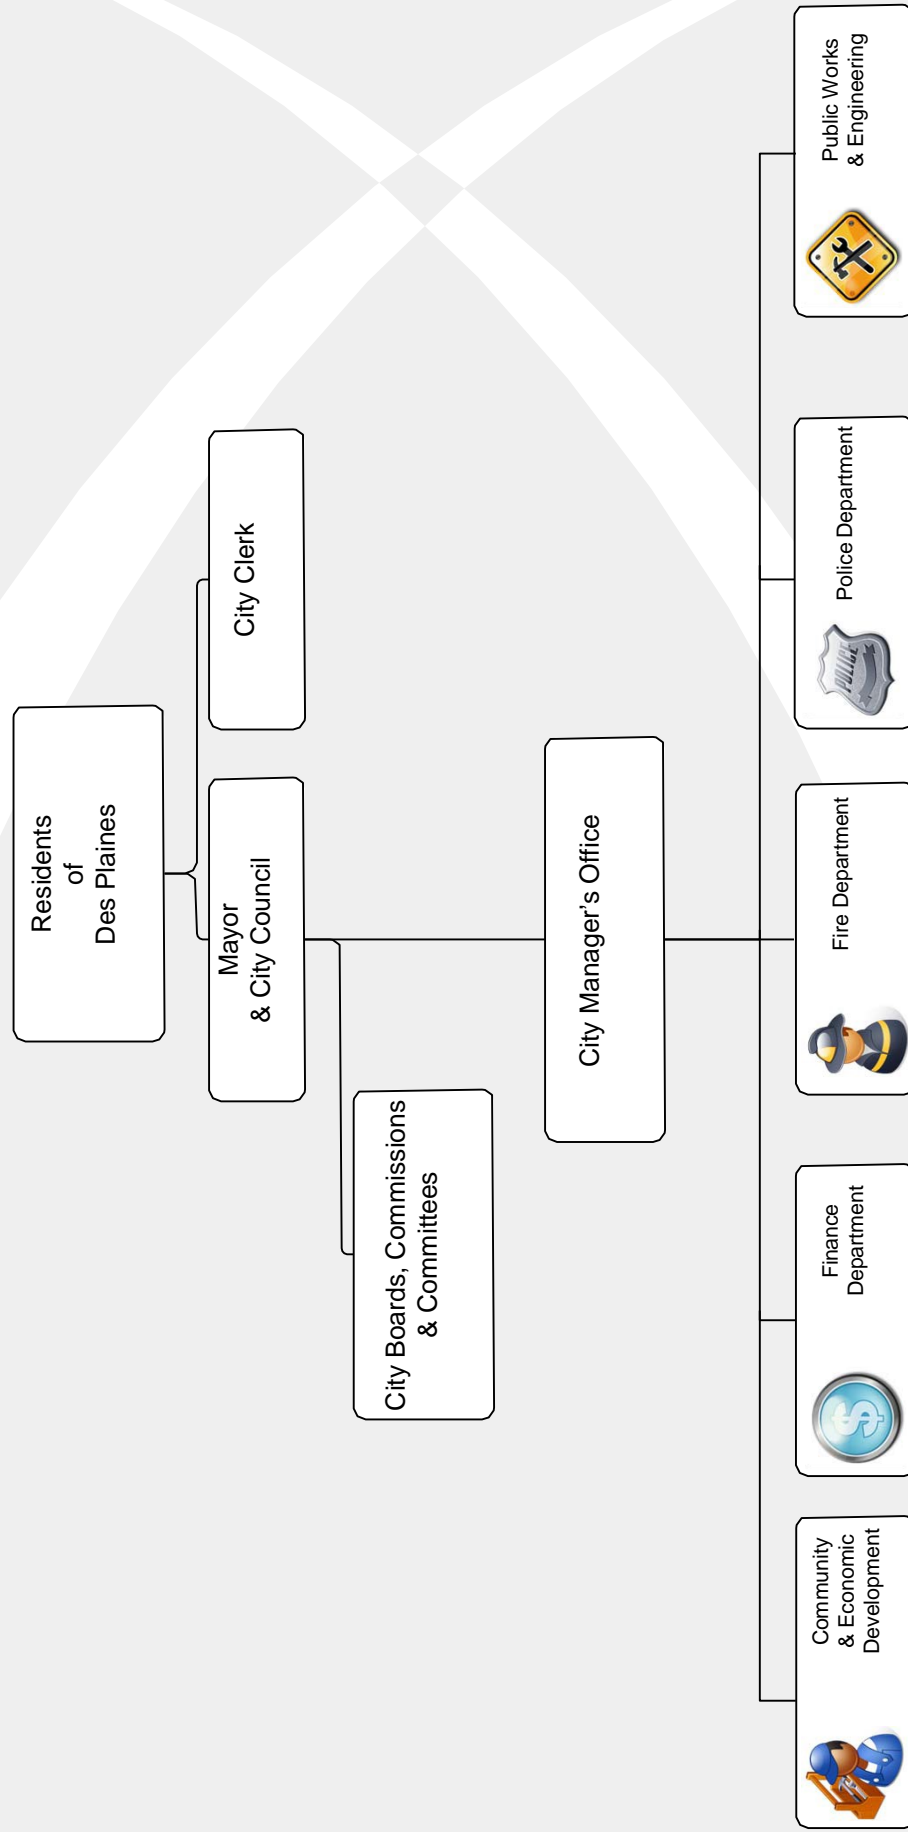 Residents
of
Des Plaines
Mayor
& City Council
City Clerk
City Boards, Commissions
& Committees
City Manager’s Office
Community
& Economic
Development
Finance
Department
Fire Department
Police Department
POLICE
Public Works
& Engineering
$